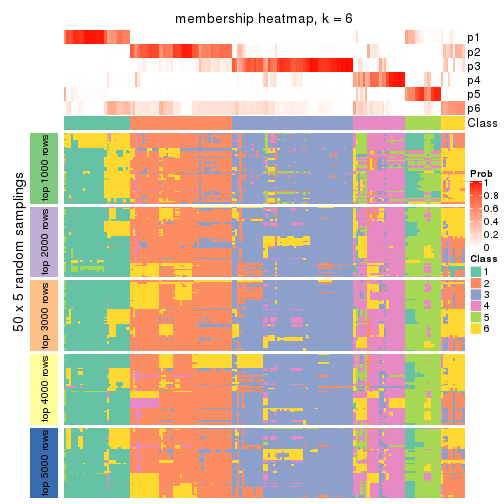 membership heatmap, k = 6
p1
p2
p3
p4
p5
p6
Class
50 x 5 random samplings
top 1000 rows
top 2000 rows
top 3000 rows
top 4000 rows
top 5000 rows
Prob
1
0.8
0.6
0.4
0.2
0
Class
1
2
3
4
5
6